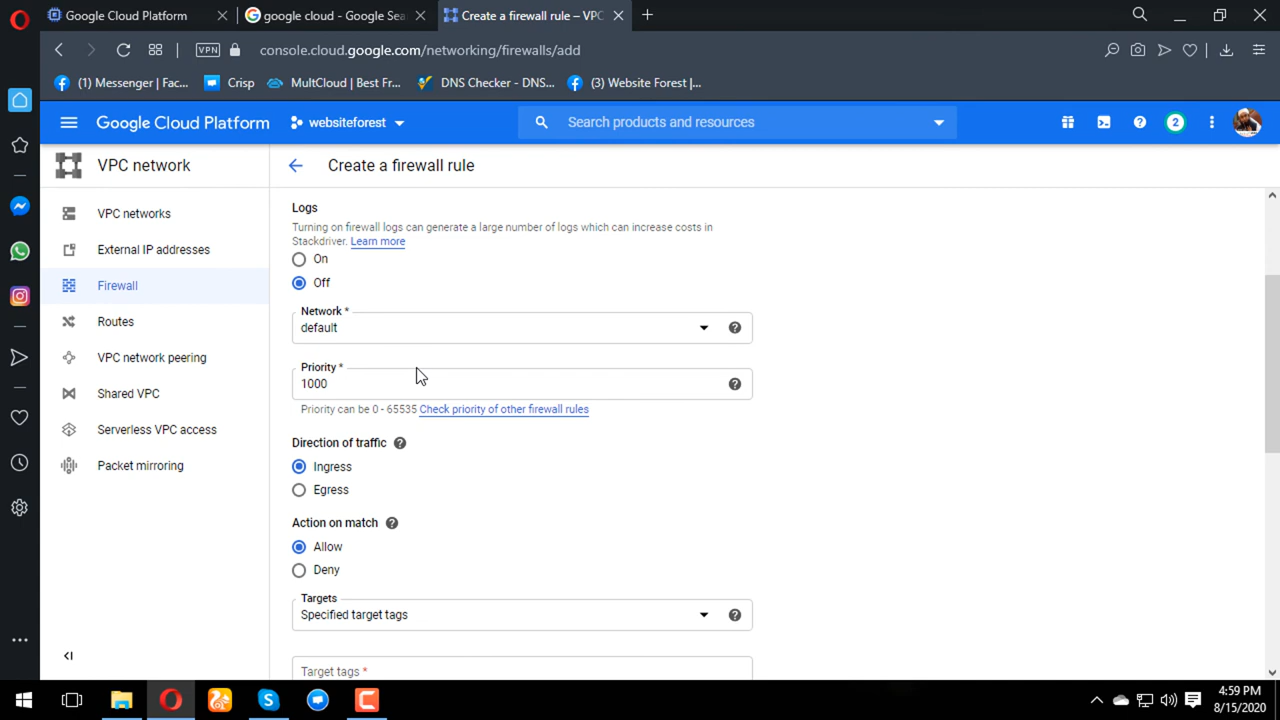 Google Cloud Platform
google cloud - Google Sea
Create a firewall rule – VPC
VPN
console.cloud.google.com/networking/firewalls/add
(1) Messenger | Fac...
Crisp
MultCloud | Best Fr...
DNS Checker - DNS...
(3) Website Forest |...
Google Cloud Platform
websiteforest
Search products and resources
2
VPC network
Create a firewall rule
VPC networks
External IP addresses
Firewall
Routes
VPC network peering
Shared VPC
Serverless VPC access
Packet mirroring
Logs
Turning on firewall logs can generate a large number of logs which can increase costs in
Stackdriver. Learn more
On
Off
Network *
default
Priority *
1000
Priority can be 0 - 65535 Check priority of other firewall rules
Direction of traffic
Ingress
Egress
Action on match
Allow
Deny
Targets
Specified target tags
Target tags *
4:59 PM
8/15/2020